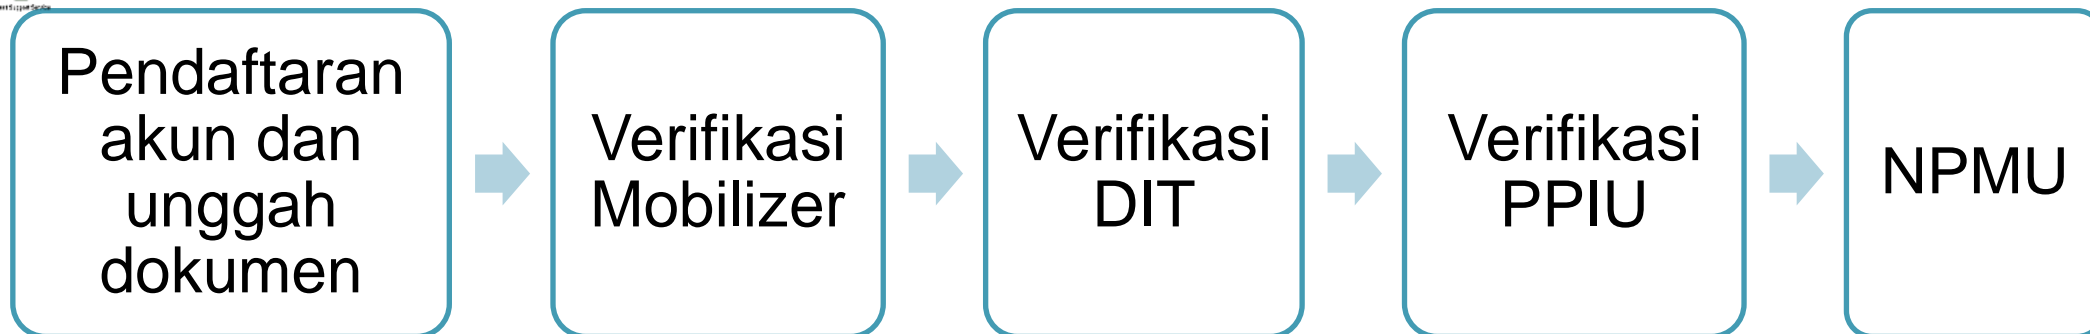 Pendaftaran
akun dan
unggah
dokumen
Verifikasi
Mobilizer
Verifikasi
DIT
Verifikasi
PPIU
NPMU